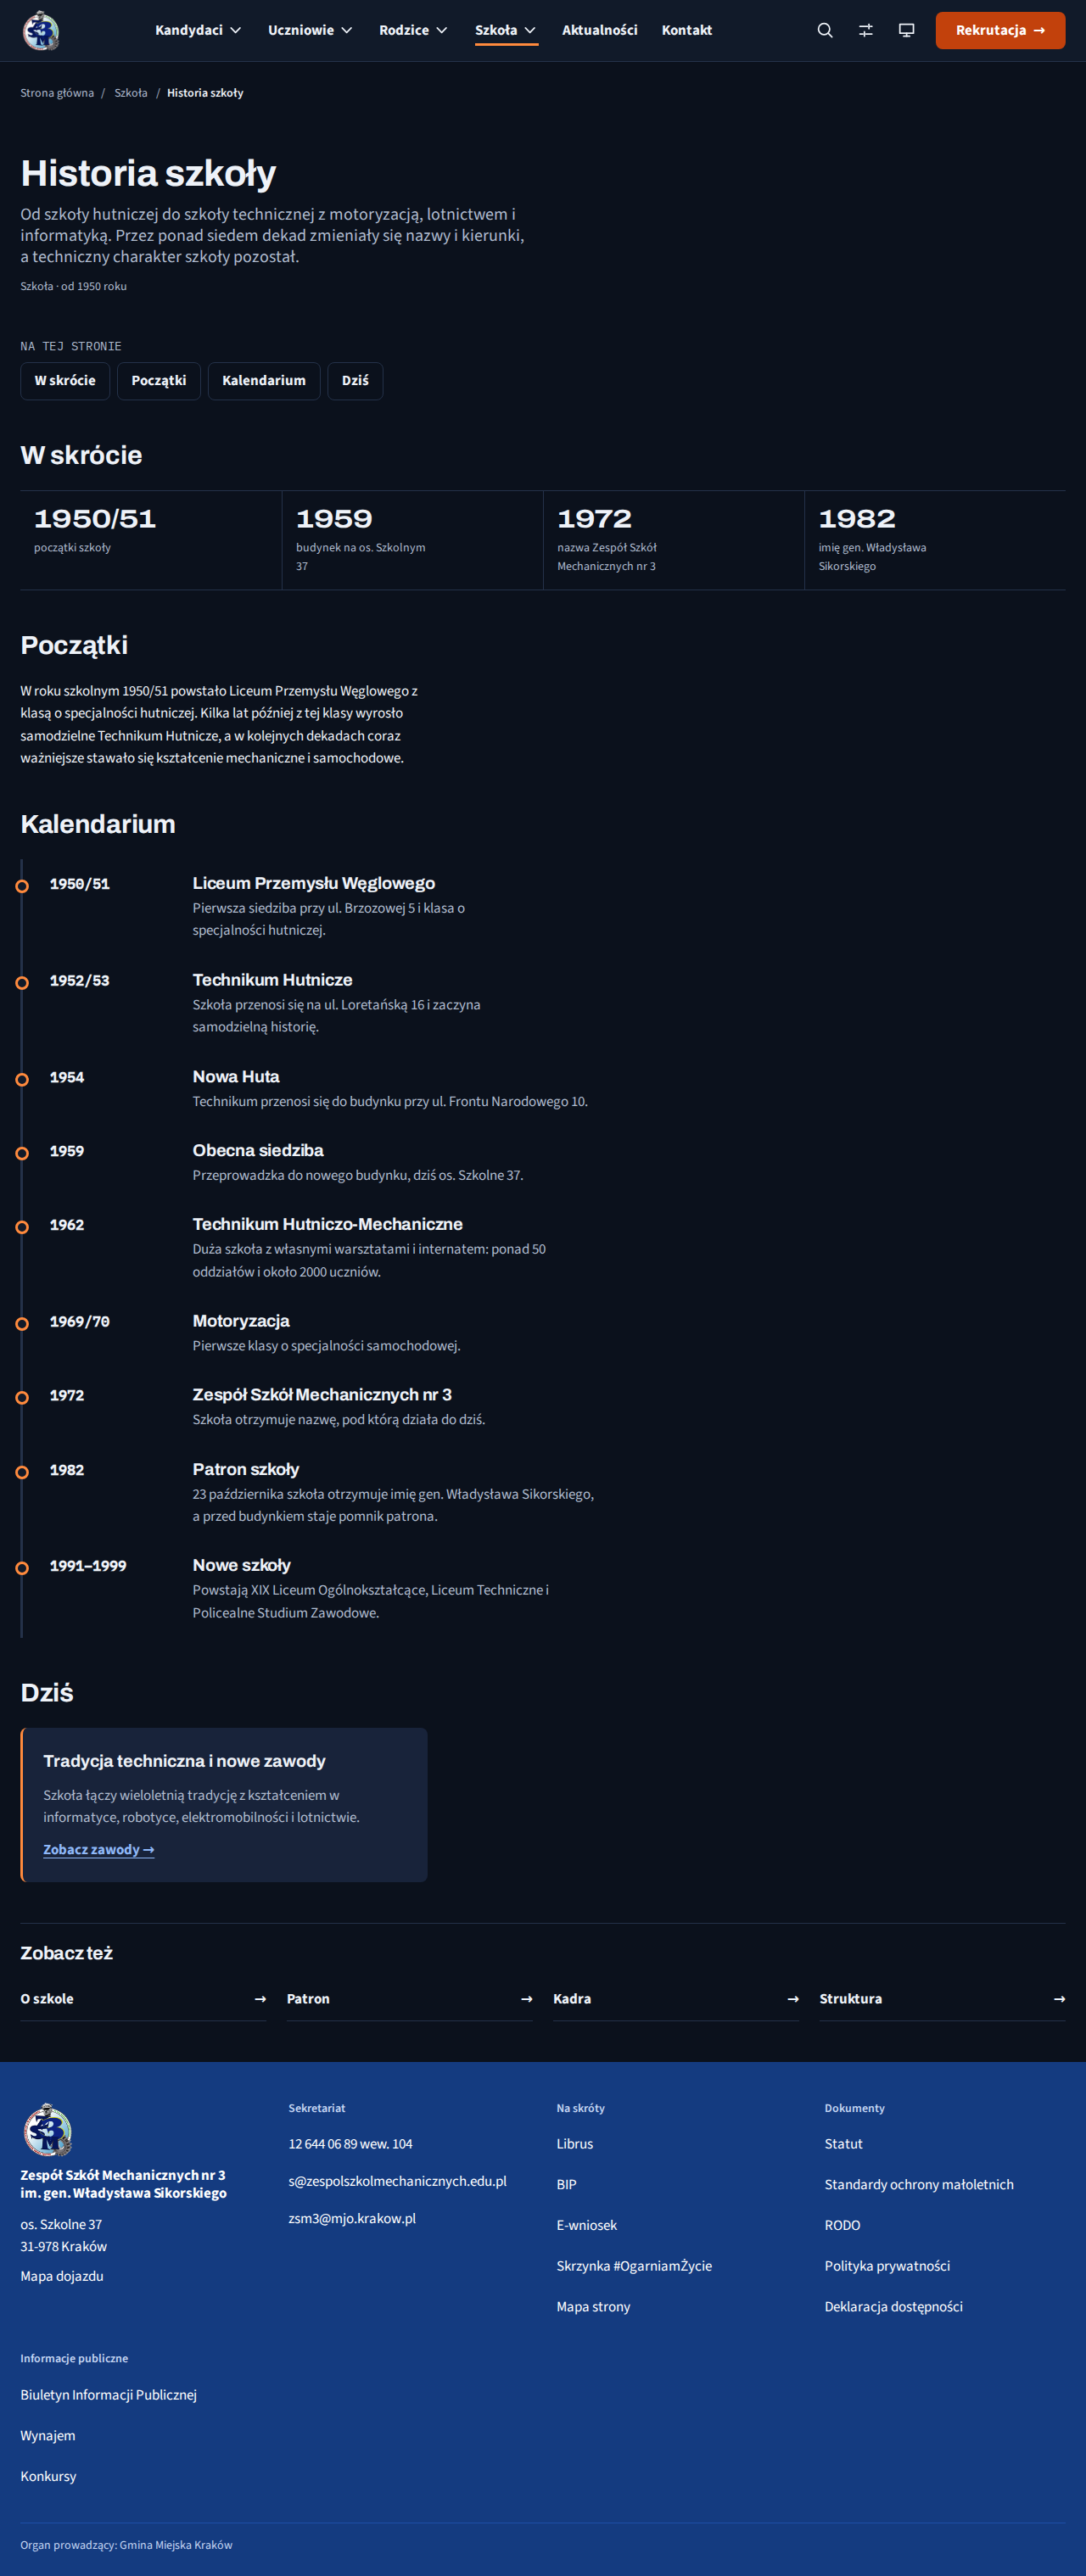 Kandydaci Uczniowie Rodzice Szkoła Aktualności Kontakt Rekrutacja →
Strona główna / Szkoła / Historia szkoły
Historia szkoły
Od szkoły hutniczej do szkoły technicznej z motoryzacją, lotnictwem i
informatyką. Przez ponad siedem dekad zmieniały się nazwy i kierunki,
a techniczny charakter szkoły pozostał.
Szkoła · od 1950 roku
NA TEJ STRONIE
W skrócie Początki Kalendarium Dziś
W skrócie
1950/51
początki szkoły
1959
budynek na os. Szkolnym
37
1972
nazwa Zespół Szkół
Mechanicznych nr 3
1982
imię gen. Władysława
Sikorskiego
Początki
W roku szkolnym 1950/51 powstało Liceum Przemysłu Węglowego z
klasą o specjalności hutniczej. Kilka lat później z tej klasy wyrosło
samodzielne Technikum Hutnicze, a w kolejnych dekadach coraz
ważniejsze stawało się kształcenie mechaniczne i samochodowe.
Kalendarium
1950/51 Liceum Przemysłu Węglowego
Pierwsza siedziba przy ul. Brzozowej 5 i klasa o
specjalności hutniczej.
1952/53 Technikum Hutnicze
Szkoła przenosi się na ul. Loretańską 16 i zaczyna
samodzielną historię.
1954 Nowa Huta
Technikum przenosi się do budynku przy ul. Frontu Narodowego 10.
1959 Obecna siedziba
Przeprowadzka do nowego budynku, dziś os. Szkolne 37.
1962 Technikum Hutniczo-Mechaniczne
Duża szkoła z własnymi warsztatami i internatem: ponad 50
oddziałów i około 2000 uczniów.
1969/70 Motoryzacja
Pierwsze klasy o specjalności samochodowej.
1972 Zespół Szkół Mechanicznych nr 3
Szkoła otrzymuje nazwę, pod którą działa do dziś.
1982 Patron szkoły
23 października szkoła otrzymuje imię gen. Władysława Sikorskiego,
a przed budynkiem staje pomnik patrona.
1991–1999 Nowe szkoły
Powstają XIX Liceum Ogólnokształcące, Liceum Techniczne i
Policealne Studium Zawodowe.
Dziś
Tradycja techniczna i nowe zawody
Szkoła łączy wieloletnią tradycję z kształceniem w
informatyce, robotyce, elektromobilności i lotnictwie.
Zobacz zawody →
Zobacz też
O szkole → Patron → Kadra → Struktura →
Zespół Szkół Mechanicznych nr 3
im. gen. Władysława Sikorskiego
os. Szkolne 37
31-978 Kraków
Mapa dojazdu
Sekretariat
12 644 06 89 wew. 104
s@zespolszkolmechanicznych.edu.pl
zsm3@mjo.krakow.pl
Na skróty
Librus
BIP
E-wniosek
Skrzynka #OgarniamŻycie
Mapa strony
Dokumenty
Statut
Standardy ochrony małoletnich
RODO
Polityka prywatności
Deklaracja dostępności
Informacje publiczne
Biuletyn Informacji Publicznej
Wynajem
Konkursy
Organ prowadzący: Gmina Miejska Kraków